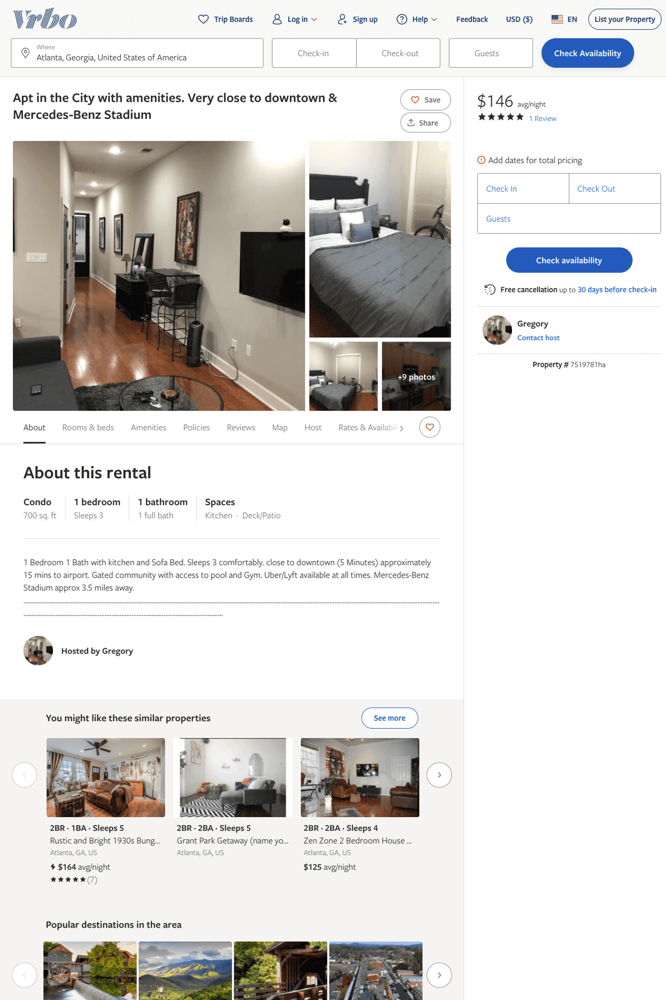 Vrbo
Trip Boards
Log in
Sign up
Help
Feedback
USD ($)
EN
List your Property
Where
Atlanta, Georgia, United States of America
Check-in
Check-out
Guests
Check Availability
Apt in the City with amenities. Very close to downtown &
Mercedes-Benz Stadium
Save
Share
+9 photos
$146 avg/night
1 Review
Add dates for total pricing
Check In
Check Out
Guests
Check availability
Free cancellation up to 30 days before check-in
Gregory
Contact host
Property # 7519781ha
About
Rooms & beds
Amenities
Policies
Reviews
Map
Host
Rates & Availabili
About this rental
Condo
700 sq. ft
1 bedroom
Sleeps 3
1 bathroom
1 full bath
Spaces
Kitchen · Deck/Patio
1 Bedroom 1 Bath with kitchen and Sofa Bed. Sleeps 3 comfortably. close to downtown (5 Minutes) approximately
15 mins to airport. Gated community with access to pool and Gym. Uber/Lyft available at all times. Mercedes-Benz
Stadium approx 3.5 miles away.
Hosted by Gregory
You might like these similar properties
See more
2BR · 1BA · Sleeps 5
Rustic and Bright 1930s Bung...
Atlanta, GA, US
$164 avg/night
(7)
2BR · 2BA · Sleeps 5
Grant Park Getaway (name yo...
Atlanta, GA, US
2BR · 2BA · Sleeps 4
Zen Zone 2 Bedroom House ...
Atlanta, GA, US
$125 avg/night
Popular destinations in the area